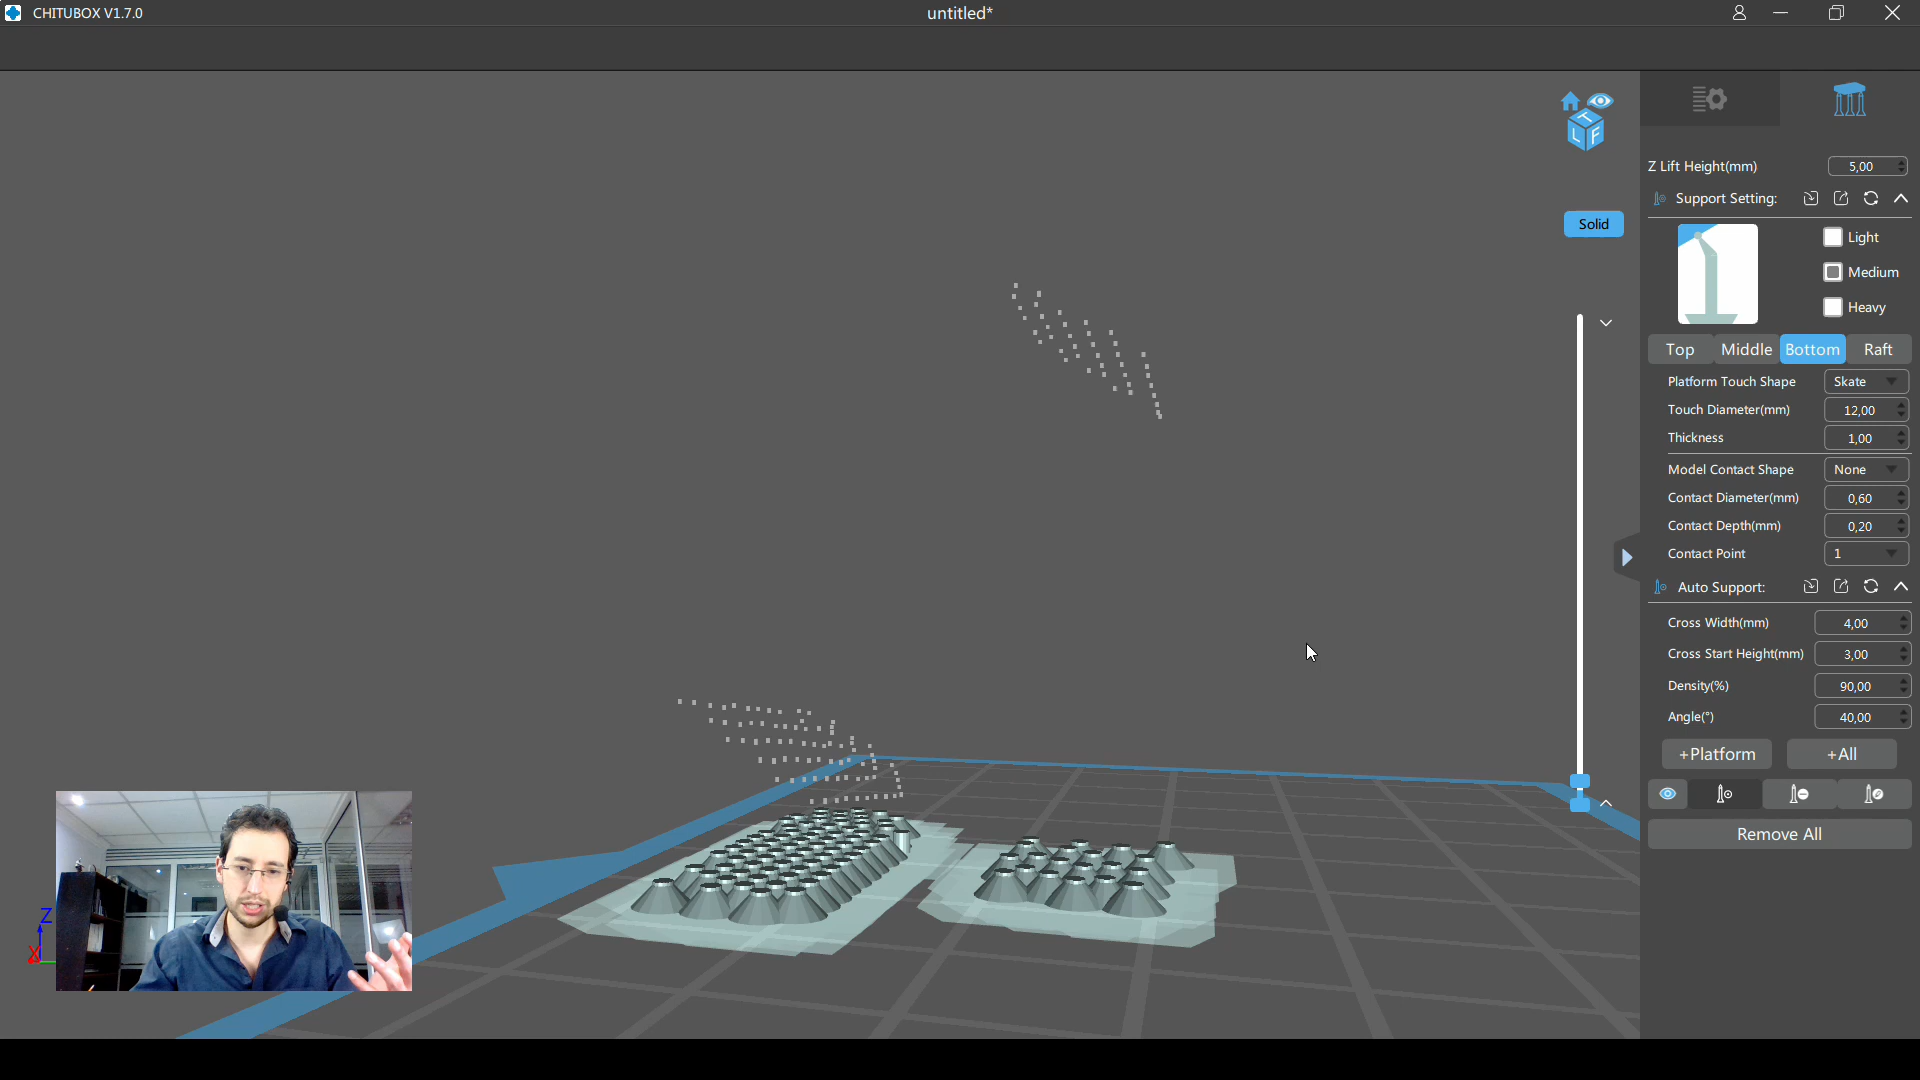 CHITUBOX V1.7.0
untitled*
T
L F
Z Lift Height(mm) 5,00
Support Setting:
Solid
Light
Medium
Heavy
Top Middle Bottom Raft
Platform Touch Shape Skate
Touch Diameter(mm) 12,00
Thickness 1,00
Model Contact Shape None
Contact Diameter(mm) 0,60
Contact Depth(mm) 0,20
Contact Point 1
Auto Support:
Cross Width(mm) 4,00
Cross Start Height(mm) 3,00
Density(%) 90,00
Angle(°) 40,00
+Platform +All
Remove All
Z
X